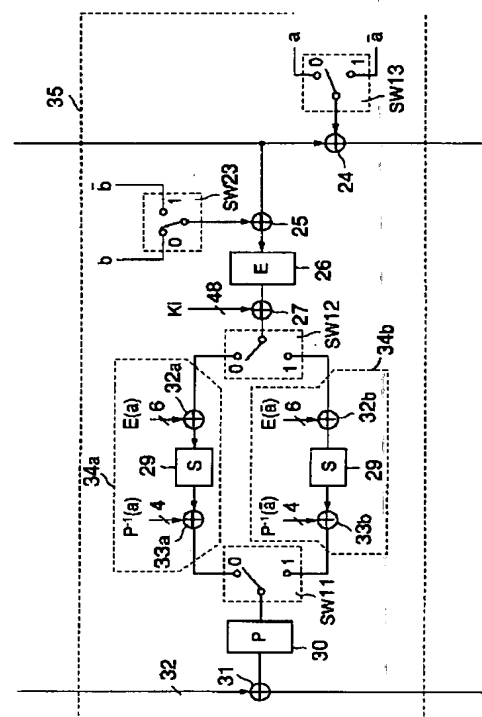 35
a
0
1
ā
SW13
24
b
b̄
0
1
SW23
25
E
26
Ki
48
27
0
1
SW12
34a
E(a)
6
32a
S
29
P⁻¹(a)
4
33a
34b
E(ā)
6
32b
S
29
P⁻¹(ā)
4
33b
0
1
SW11
P
30
32
31